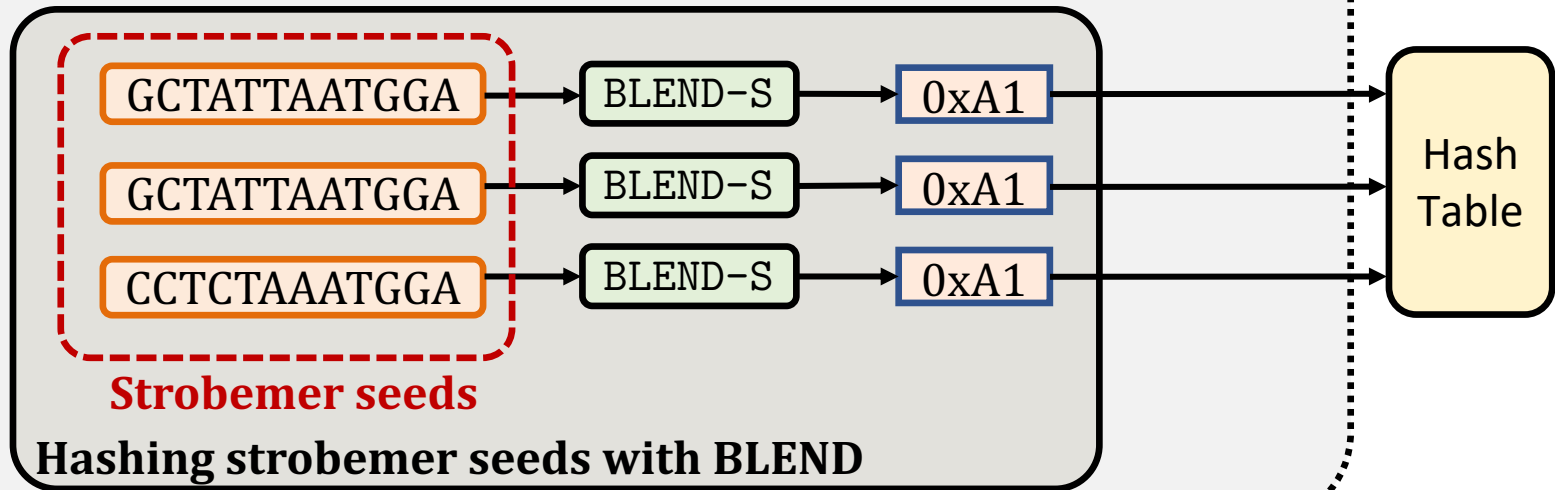 GCTATTAATGGA BLEND-S 0xA1
GCTATTAATGGA BLEND-S 0xA1
CCTCTAAATGGA BLEND-S 0xA1
Hash
Table
Strobemer seeds
Hashing strobemer seeds with BLEND